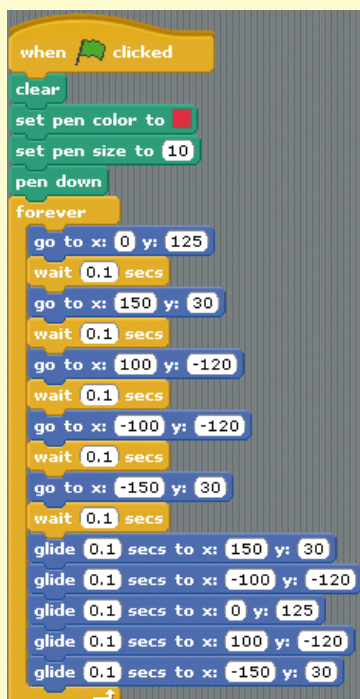 when clicked
clear
set pen color to
set pen size to 10
pen down
forever
go to x: 0 y: 125
wait 0.1 secs
go to x: 150 y: 30
wait 0.1 secs
go to x: 100 y: -120
wait 0.1 secs
go to x: -100 y: -120
wait 0.1 secs
go to x: -150 y: 30
wait 0.1 secs
glide 0.1 secs to x: 150 y: 30
glide 0.1 secs to x: -100 y: -120
glide 0.1 secs to x: 0 y: 125
glide 0.1 secs to x: 100 y: -120
glide 0.1 secs to x: -150 y: 30